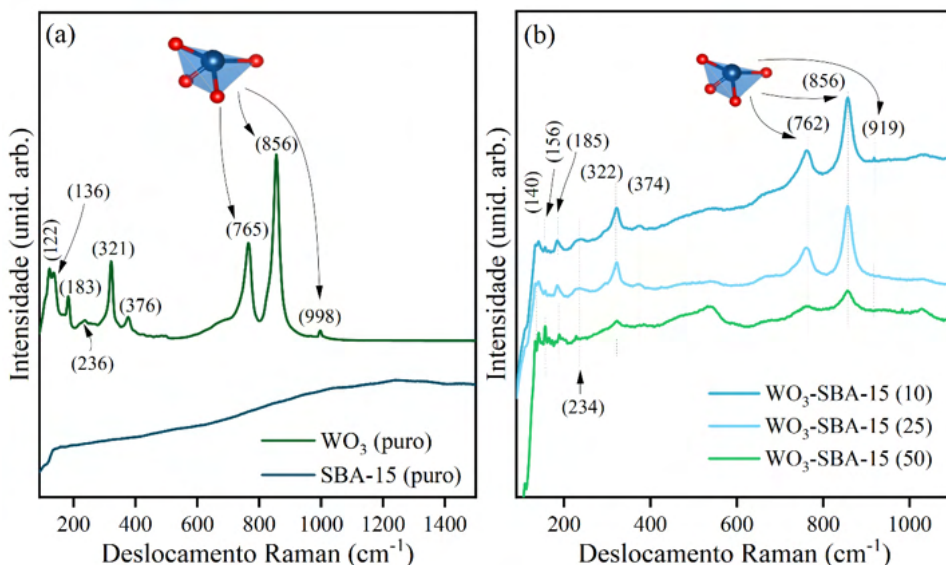 (a)
(122)
(136)
(183)
(236)
(321)
(376)
(765)
(856)
(998)
WO₃ (puro)
SBA-15 (puro)
200 400 600 800 1000 1200 1400
Deslocamento Raman (cm⁻¹)
Intensidade (unid. arb.)
(b)
(140)
(156)
(185)
(234)
(322)
(374)
(762)
(856)
(919)
WO₃-SBA-15 (10)
WO₃-SBA-15 (25)
WO₃-SBA-15 (50)
200 400 600 800 1000
Deslocamento Raman (cm⁻¹)
Intensidade (unid. arb.)